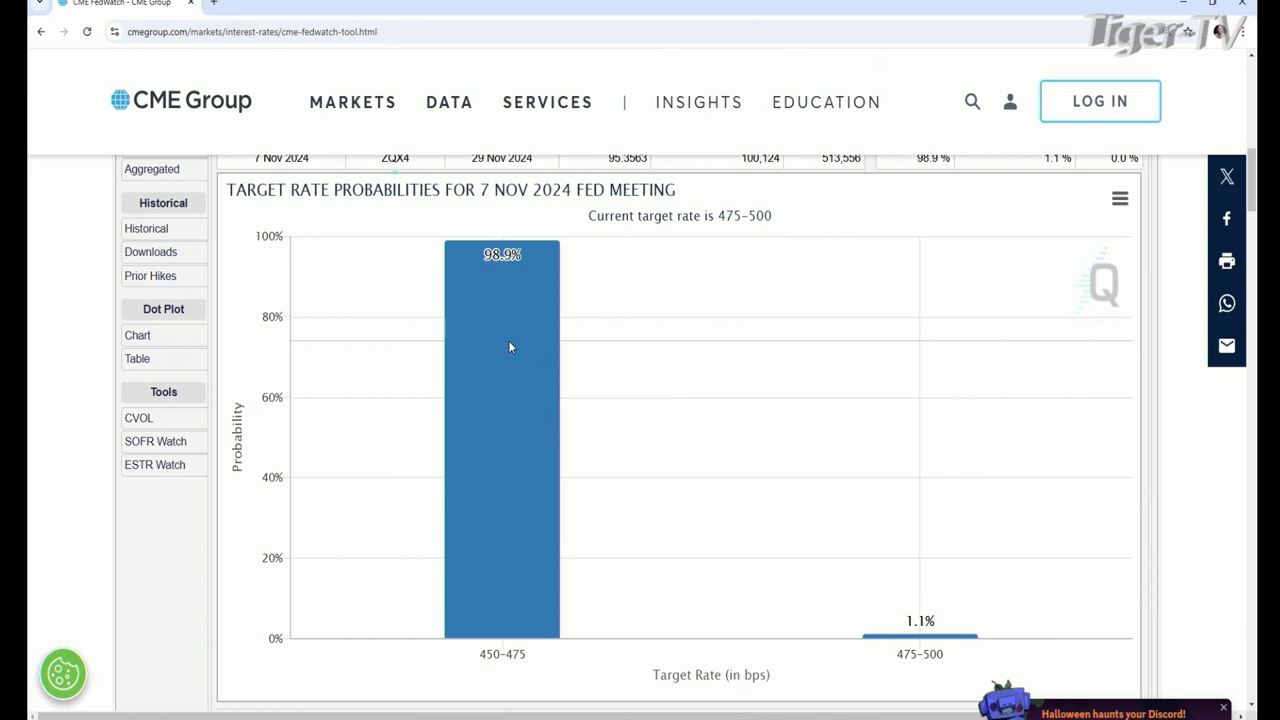 CME FedWatch - CME Group
cmegroup.com/markets/interest-rates/cme-fedwatch-tool.html
Tiger-TV
CME Group
MARKETS DATA SERVICES | INSIGHTS EDUCATION
LOG IN
7 Nov 2024 ZQX4 29 Nov 2024 95.3563 100,124 513,556 98.9 % 1.1 % 0.0 %
Aggregated
Historical
Historical
Downloads
Prior Hikes
Dot Plot
Chart
Table
Tools
CVOL
SOFR Watch
ESTR Watch
TARGET RATE PROBABILITIES FOR 7 NOV 2024 FED MEETING
Current target rate is 475-500
Q
Probability
100%
80%
60%
40%
20%
0%
98.9%
1.1%
450-475
475-500
Target Rate (in bps)
Halloween haunts your Discord!